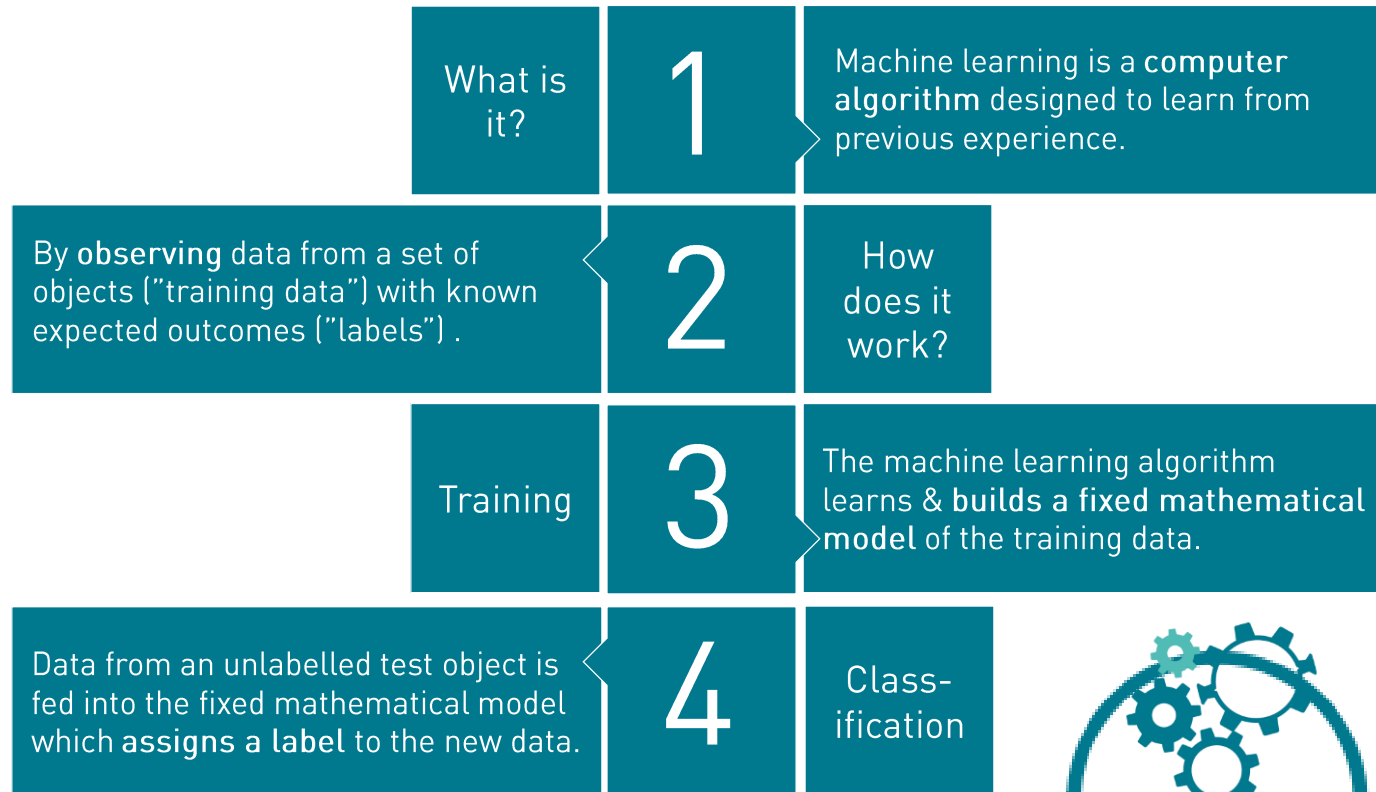 What is
it?
1
Machine learning is a computer
algorithm designed to learn from
previous experience.
By observing data from a set of
objects (”training data”) with known
expected outcomes (”labels”) .
2
How
does it
work?
Training
3
The machine learning algorithm
learns & builds a fixed mathematical
model of the training data.
Data from an unlabelled test object is
fed into the fixed mathematical model
which assigns a label to the new data.
4
Class-
ification